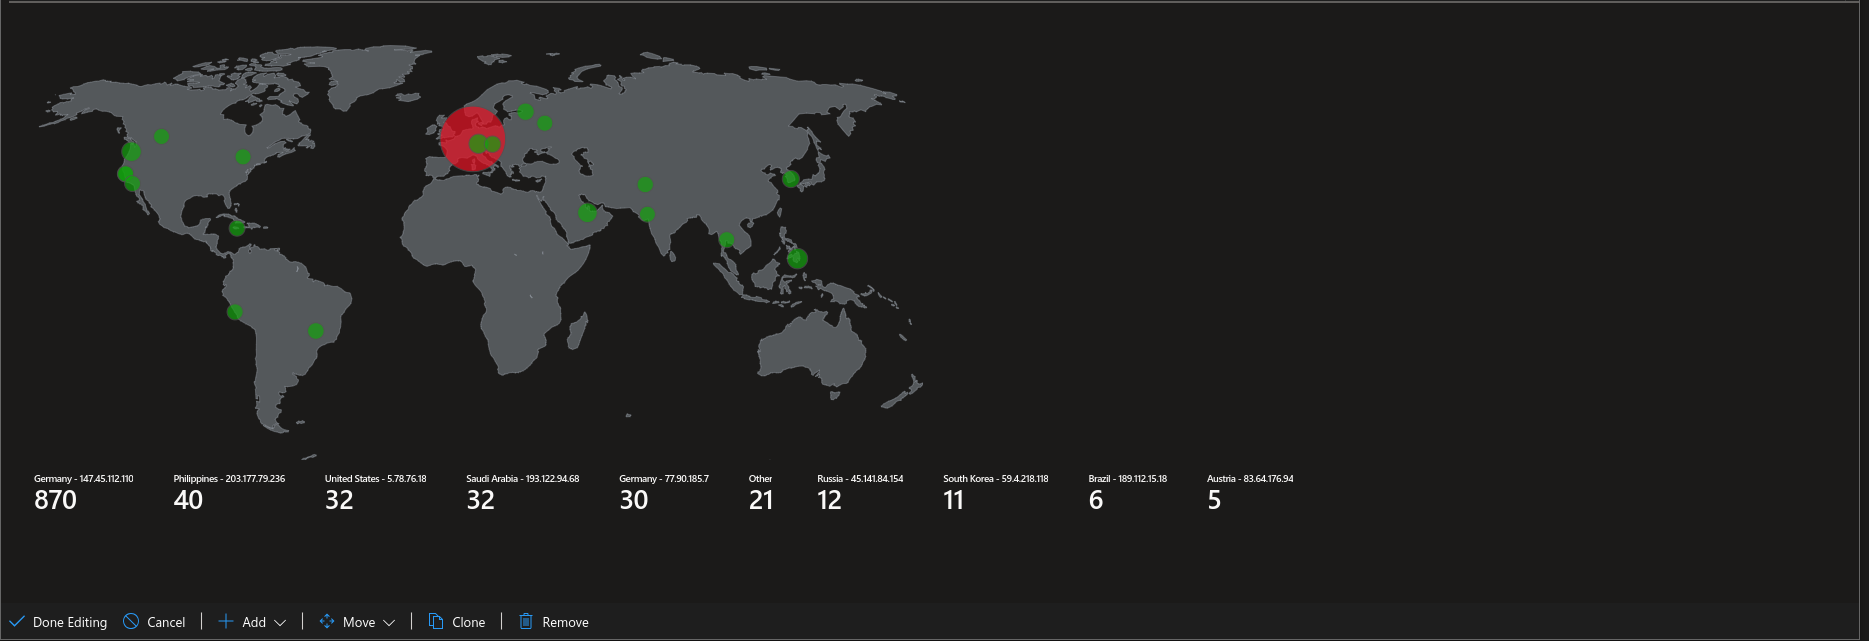 Germany - 147.45.112.110 Philippines - 203.177.79.236 United States - 5.78.76.18 Saudi Arabia - 193.122.94.68 Germany - 77.90.185.7 Other Russia - 45.141.84.154 South Korea - 59.4.218.118 Brazil - 189.112.15.18 Austria - 83.64.176.94
870 40 32 32 30 21 12 11 6 5
Done Editing Cancel Add Move Clone Remove